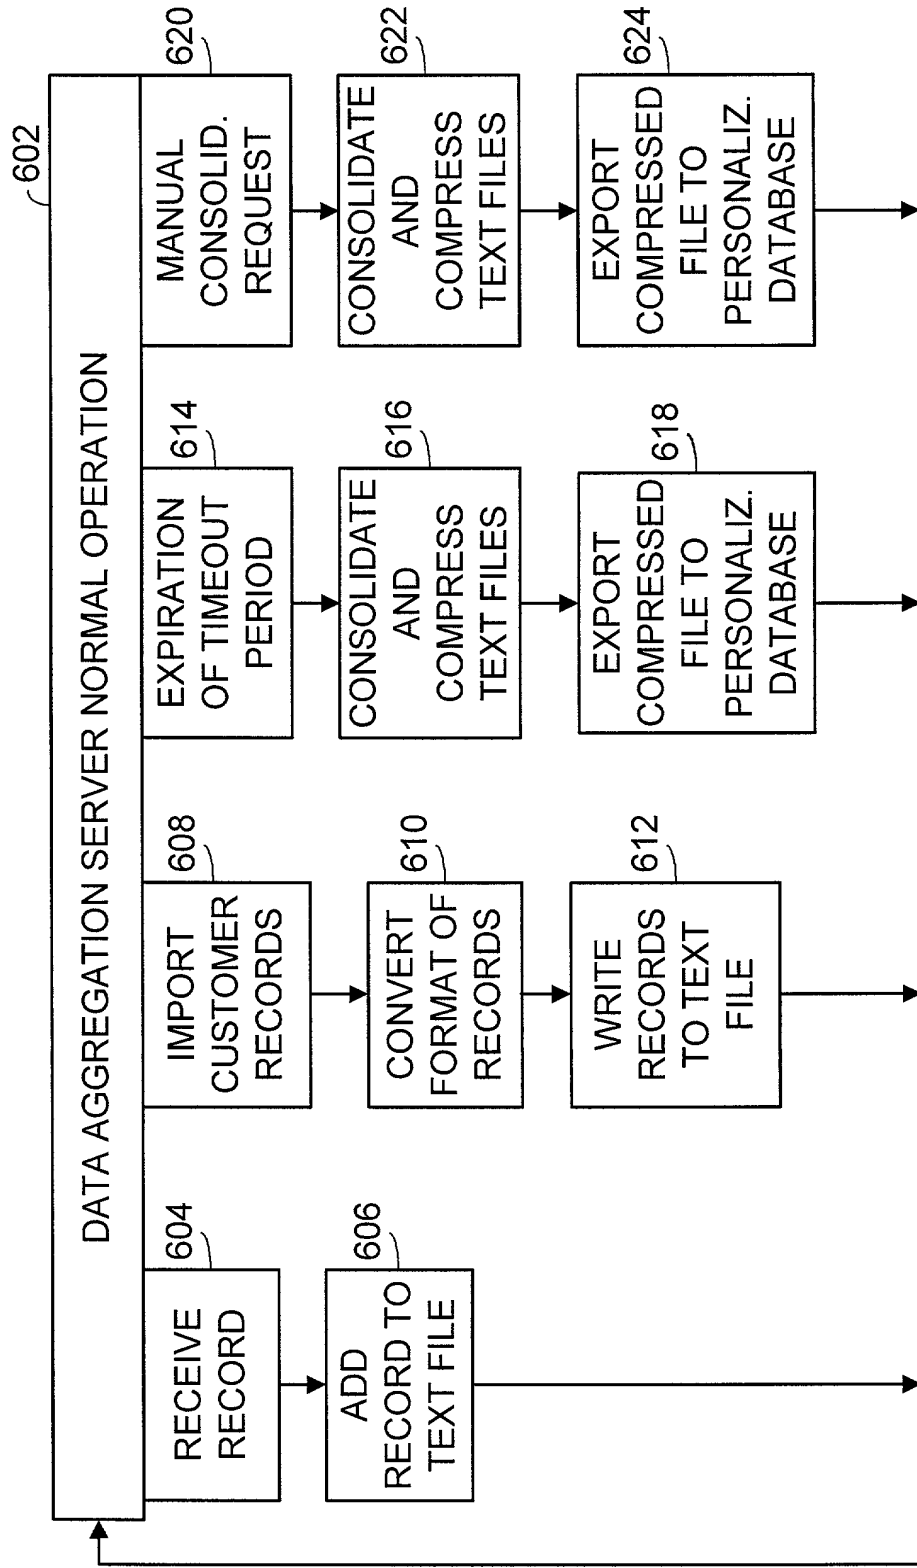 602
DATA AGGREGATION SERVER NORMAL OPERATION
604
RECEIVE
RECORD
606
ADD
RECORD TO
TEXT FILE
608
IMPORT
CUSTOMER
RECORDS
610
CONVERT
FORMAT OF
RECORDS
612
WRITE
RECORDS
TO TEXT
FILE
614
EXPIRATION
OF TIMEOUT
PERIOD
616
CONSOLIDATE
AND
COMPRESS
TEXT FILES
618
EXPORT
COMPRESSED
FILE TO
PERSONALIZ.
DATABASE
620
MANUAL
CONSOLID.
REQUEST
622
CONSOLIDATE
AND
COMPRESS
TEXT FILES
624
EXPORT
COMPRESSED
FILE TO
PERSONALIZ.
DATABASE